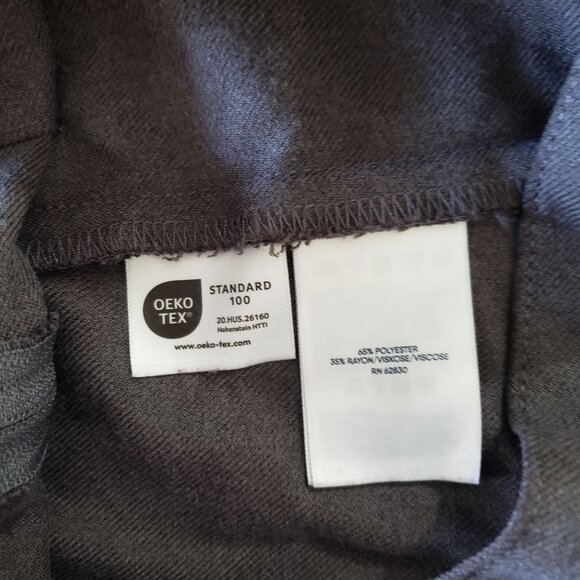 OEKO
TEX®
STANDARD
100
20.HUS.26160
Hohenstein HTTI
www.oeko-tex.com
65% POLYESTER
35% RAYON/VISKOSE/VISCOSE
RN 62830